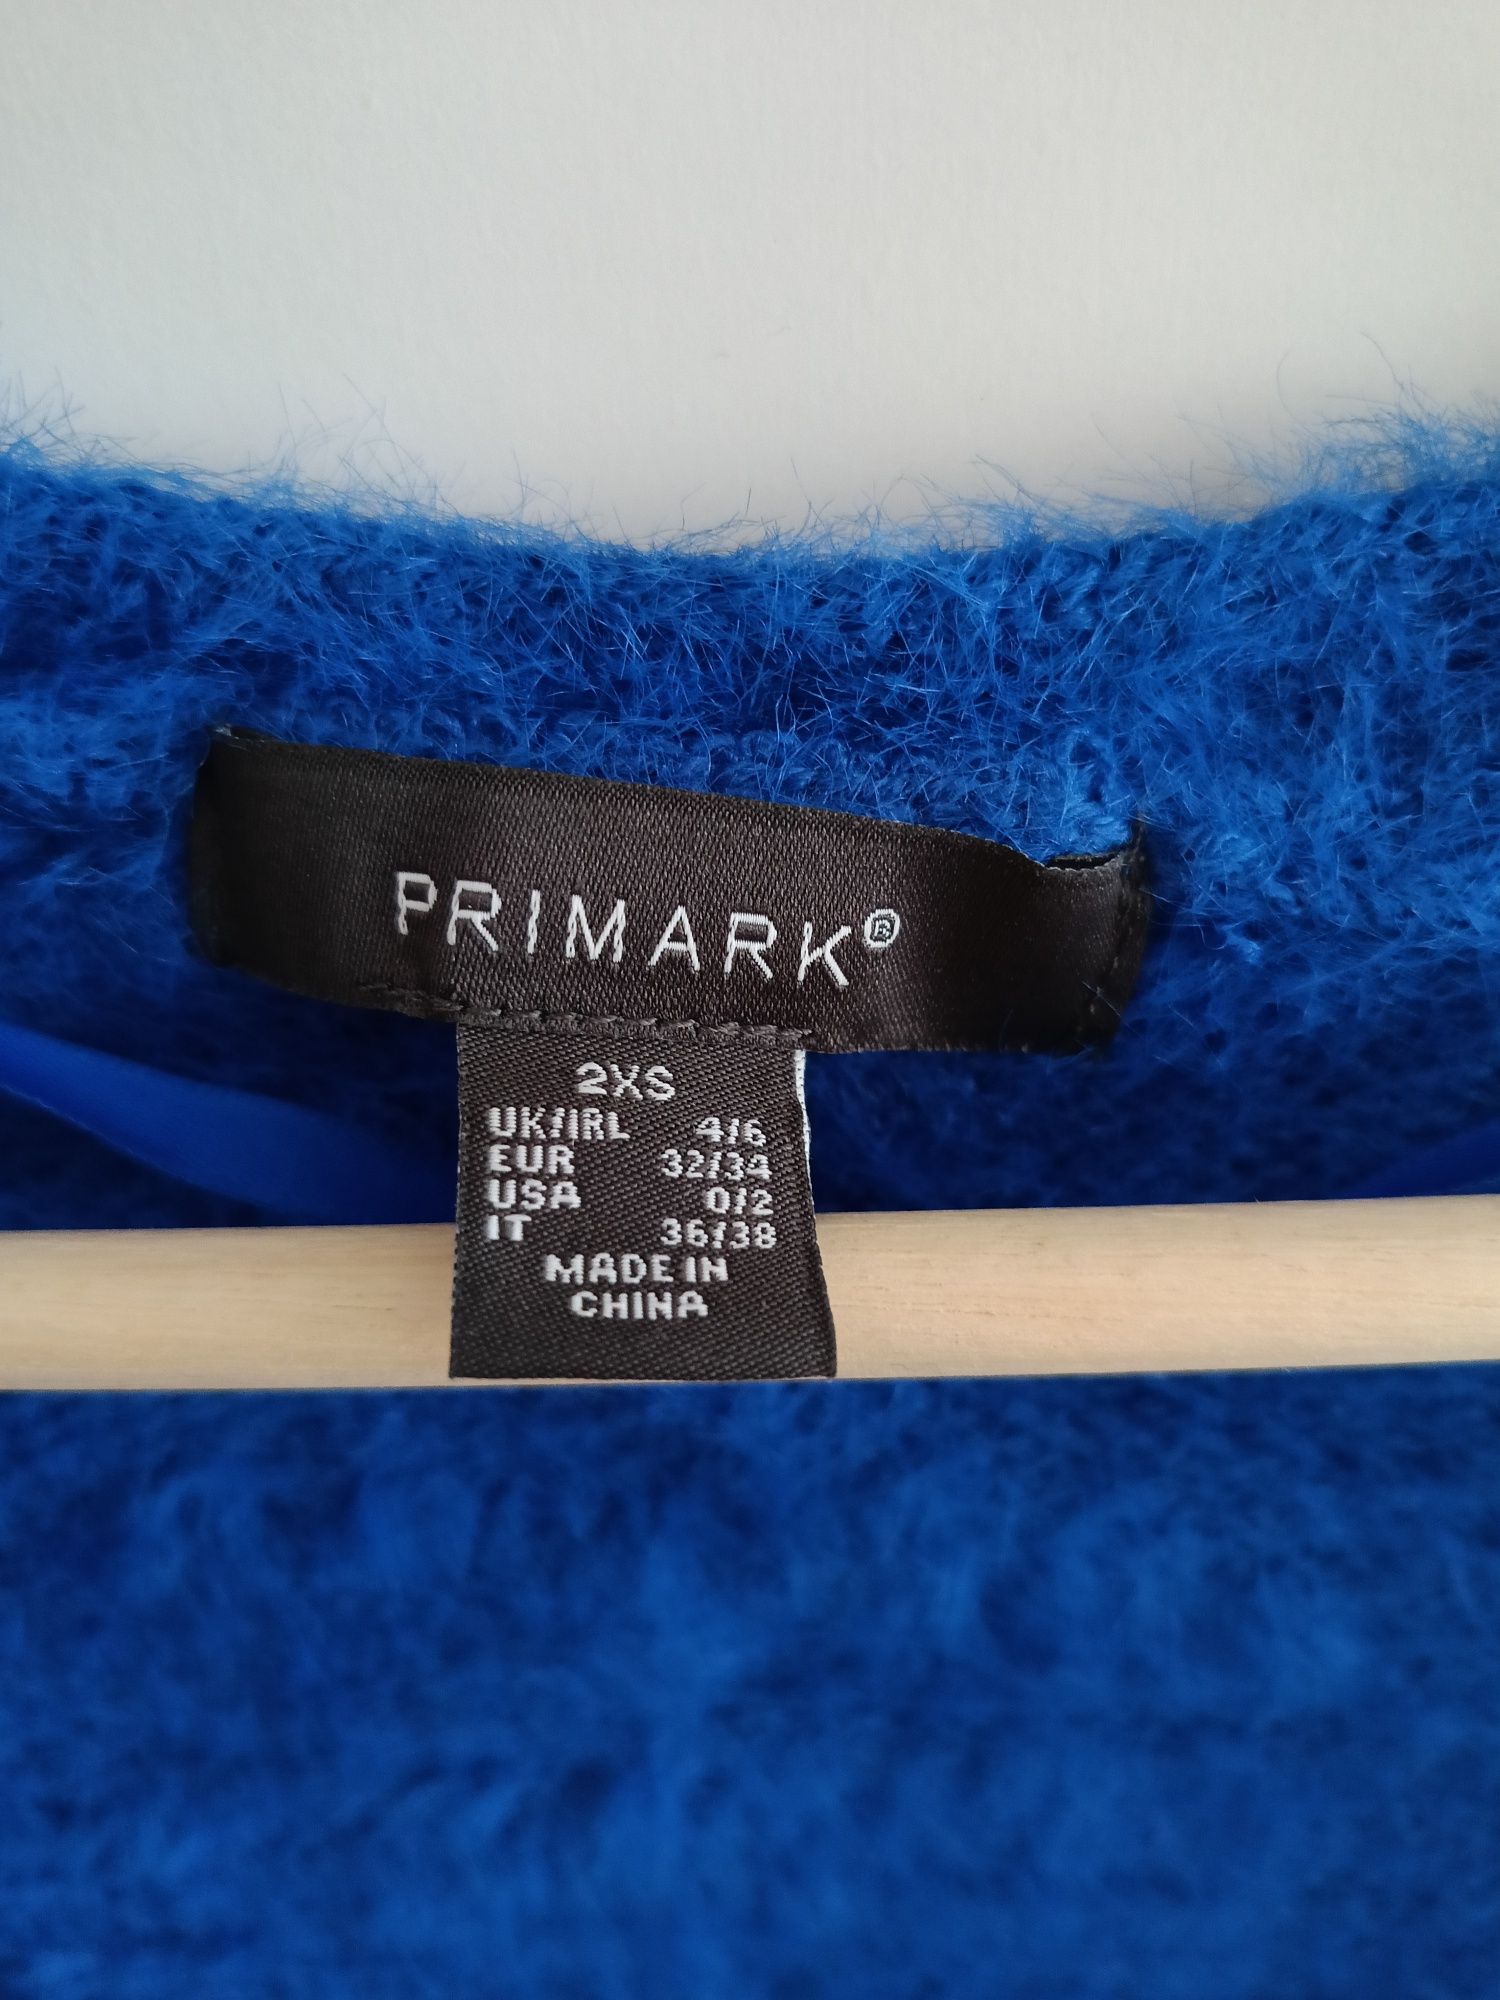 PRIMARK®
2XS
UK/IRL 4/6
EUR 32/34
USA 0/2
IT 36/38
MADE IN
CHINA